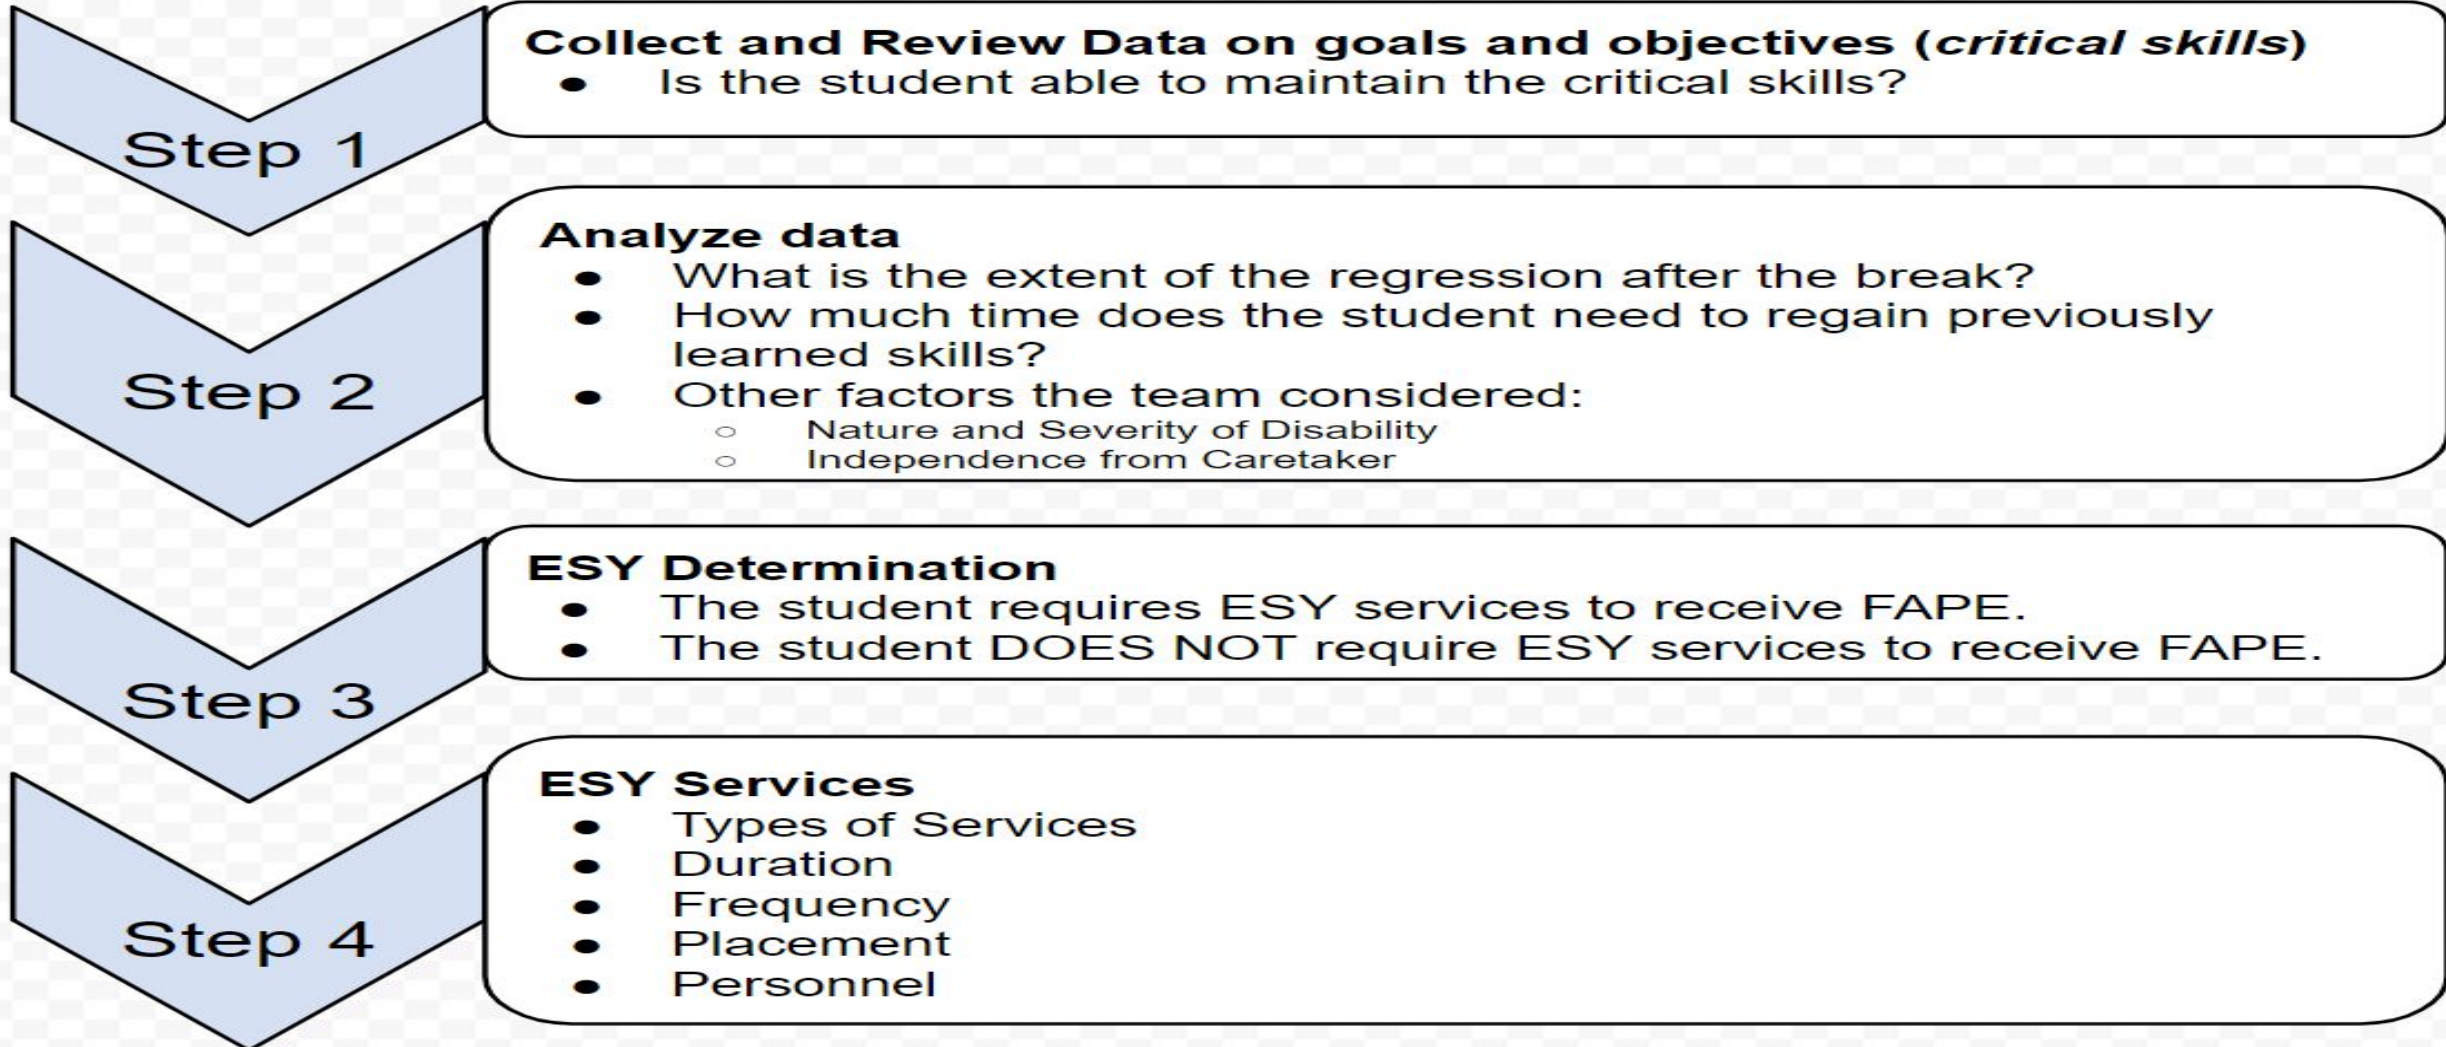 Step 1
Collect and Review Data on goals and objectives (critical skills)
● Is the student able to maintain the critical skills?
Step 2
Analyze data
● What is the extent of the regression after the break?
● How much time does the student need to regain previously
learned skills?
● Other factors the team considered:
○ Nature and Severity of Disability
○ Independence from Caretaker
Step 3
ESY Determination
● The student requires ESY services to receive FAPE.
● The student DOES NOT require ESY services to receive FAPE.
Step 4
ESY Services
● Types of Services
● Duration
● Frequency
● Placement
● Personnel